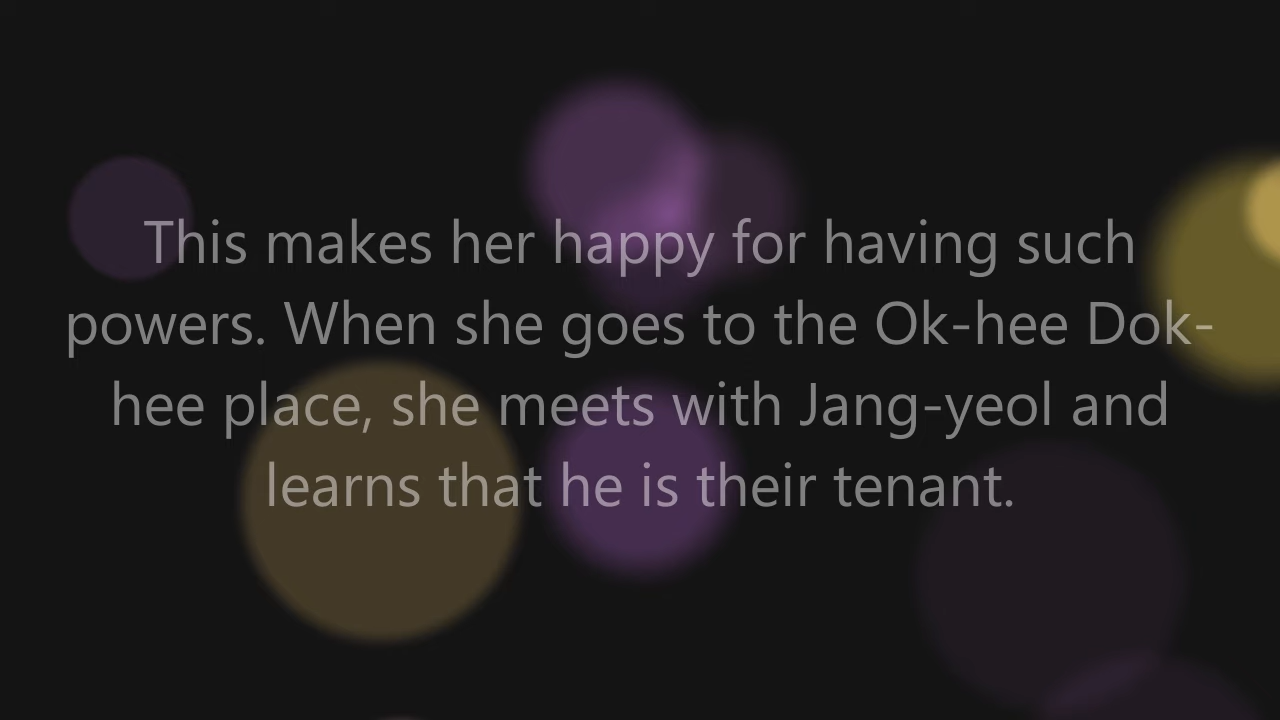 This makes her happy for having such
powers. When she goes to the Ok-hee Dok-
hee place, she meets with Jang-yeol and
learns that he is their tenant.